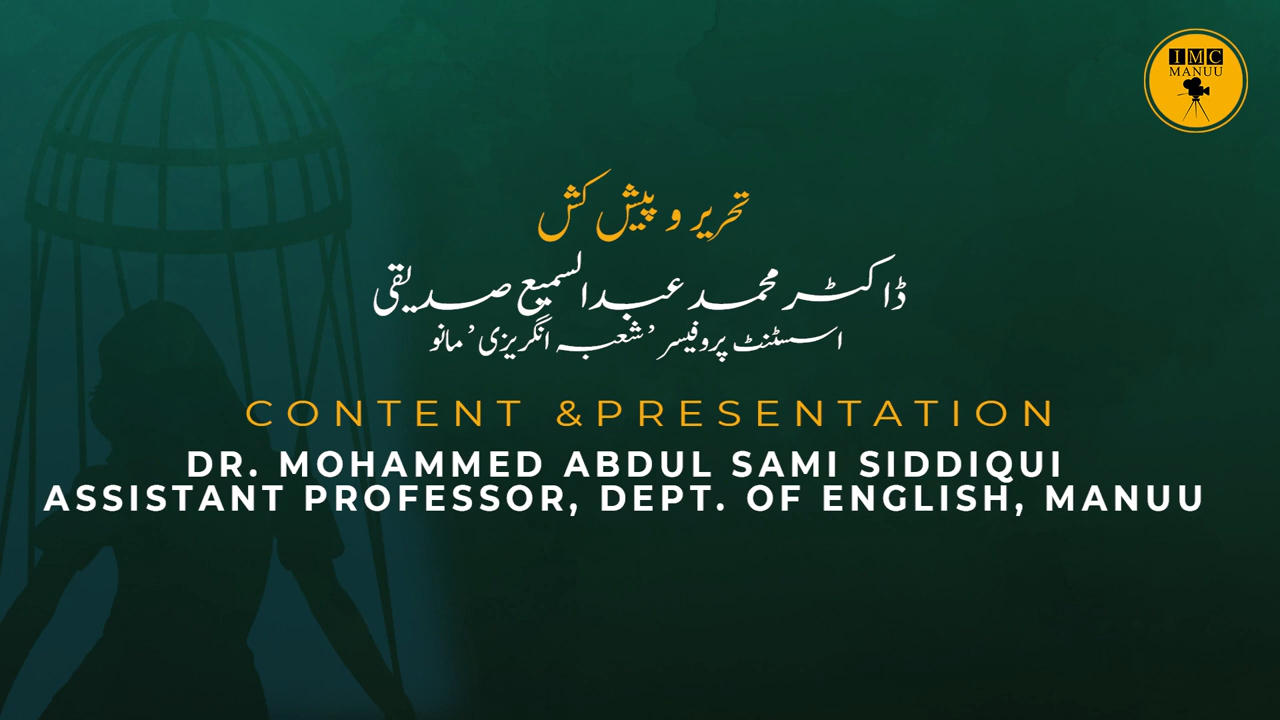 IMC
MANUU
تحریر و پیش کش
ڈاکٹر محمد عبدالسمیع صدیقی
اسسٹنٹ پروفیسر ’ شعبہ انگریزی ’ مانو
CONTENT &PRESENTATION
DR. MOHAMMED ABDUL SAMI SIDDIQUI
ASSISTANT PROFESSOR, DEPT. OF ENGLISH, MANUU